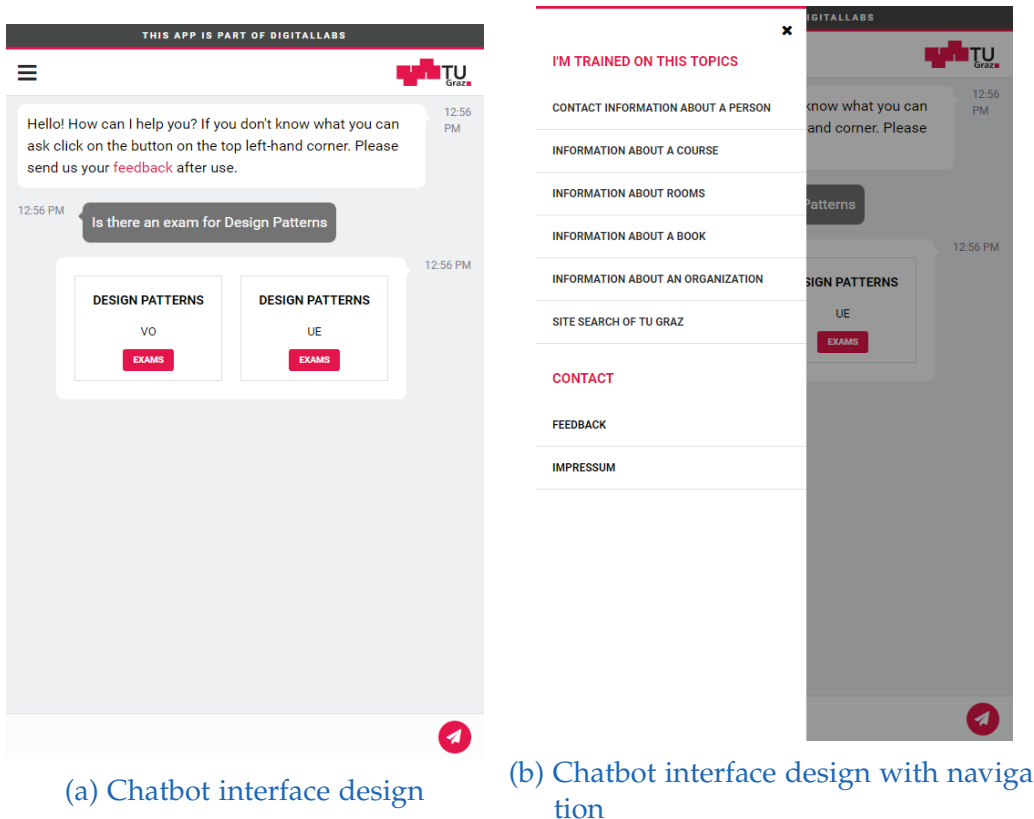 THIS APP IS PART OF DIGITALLABS
TU
Graz
Hello! How can I help you? If you don't know what you can
ask click on the button on the top left-hand corner. Please
send us your feedback after use.
12:56
PM
12:56 PM
Is there an exam for Design Patterns
12:56 PM
DESIGN PATTERNS
VO
EXAMS
DESIGN PATTERNS
UE
EXAMS
(a) Chatbot interface design
IGITALLABS
I'M TRAINED ON THIS TOPICS
CONTACT INFORMATION ABOUT A PERSON
INFORMATION ABOUT A COURSE
INFORMATION ABOUT ROOMS
INFORMATION ABOUT A BOOK
INFORMATION ABOUT AN ORGANIZATION
SITE SEARCH OF TU GRAZ
CONTACT
FEEDBACK
IMPRESSUM
TU
Graz
know what you can
and corner. Please
12:56
PM
Patterns
12:56 PM
SIGN PATTERNS
UE
EXAMS
(b) Chatbot interface design with naviga
tion